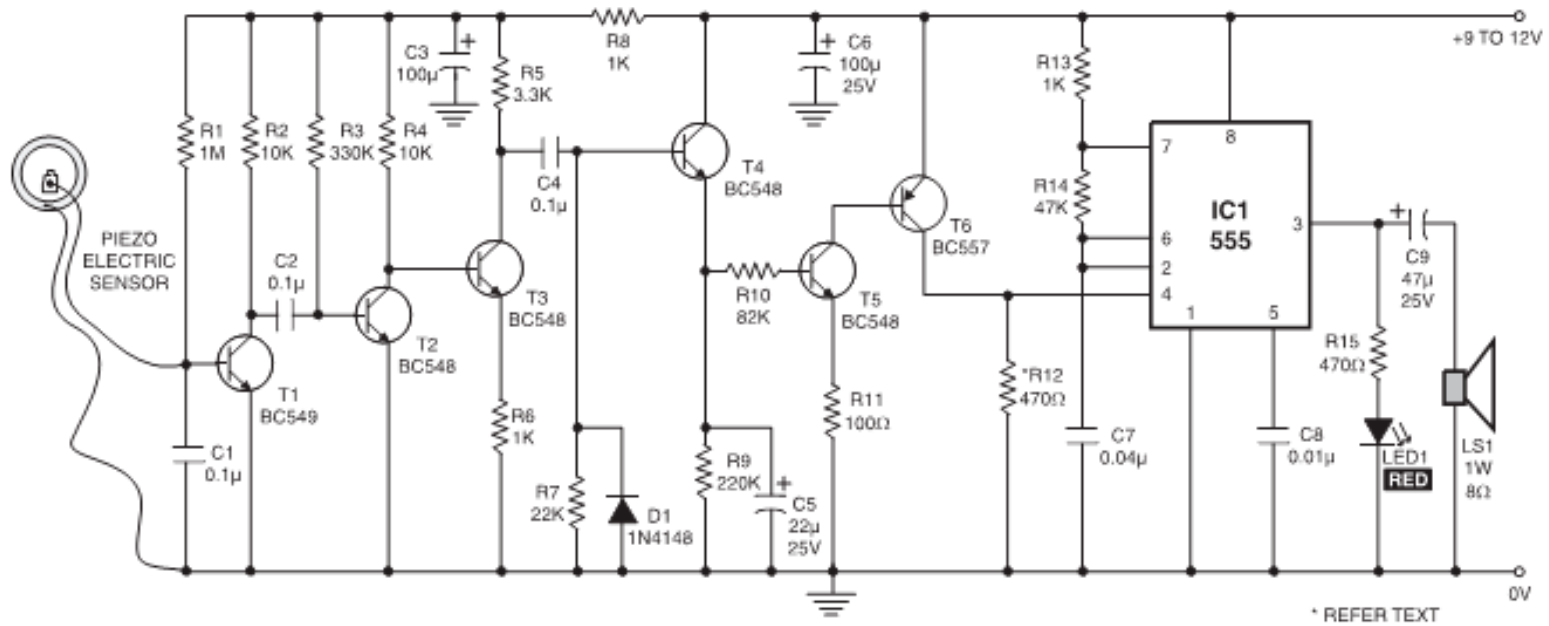 R8
1K
+9 TO 12V
C3
100µ
+
R5
3.3K
+
C6
100µ
25V
R13
1K
R1
1M
R2
10K
R3
330K
R4
10K
C4
0.1µ
T4
BC548
R14
47K
7
8
6
2
4
3
1
5
IC1
555
PIEZO
ELECTRIC
SENSOR
C2
0.1µ
T6
BC557
+
C9
47µ
25V
T3
BC548
R10
82K
T5
BC548
T2
BC548
T1
BC549
C1
0.1µ
R6
1K
R11
100Ω
*R12
470Ω
R15
470Ω
R7
22K
D1
1N4148
R9
220K
+
C5
22µ
25V
C7
0.04µ
C8
0.01µ
LED1
RED
LS1
1W
8Ω
0V
* REFER TEXT